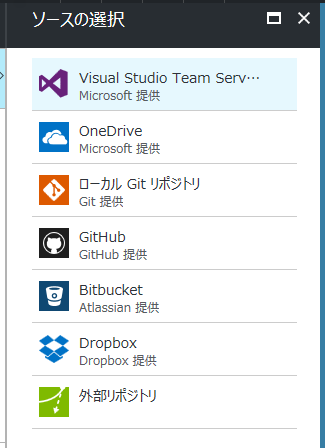 ソースの選択
Visual Studio Team Serv…
Microsoft 提供
OneDrive
Microsoft 提供
ローカル Git リポジトリ
Git 提供
GitHub
GitHub 提供
Bitbucket
Atlassian 提供
Dropbox
Dropbox 提供
外部リポジトリ